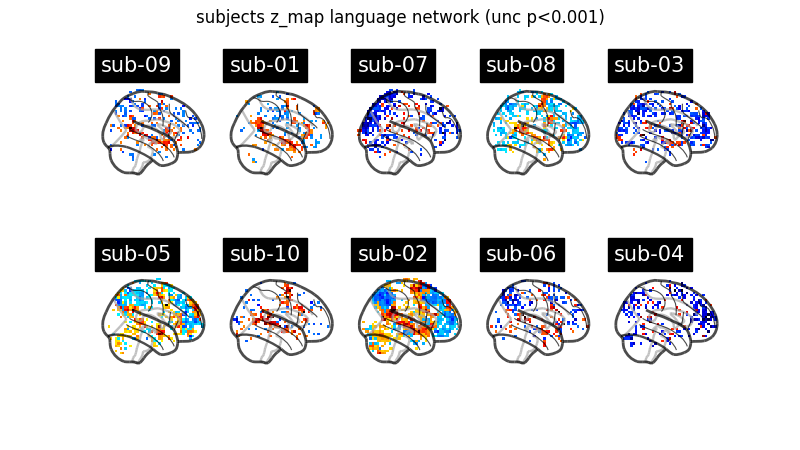 subjects z_map language network (unc p<0.001)
sub-09 sub-01 sub-07 sub-08 sub-03
sub-05 sub-10 sub-02 sub-06 sub-04